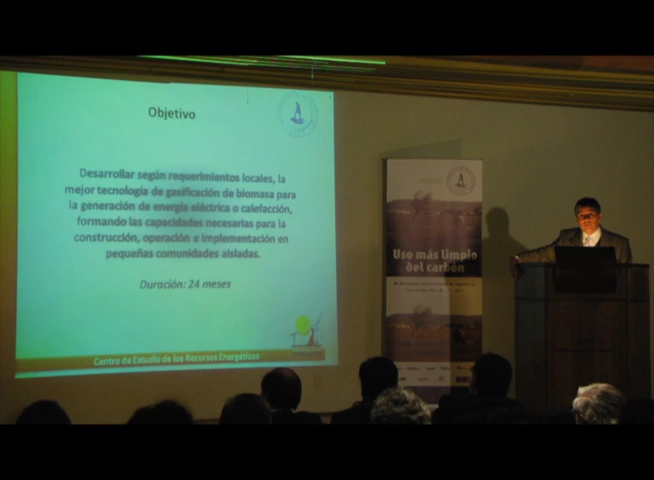 Objetivo
Desarrollar según requerimientos locales, la
mejor tecnología de gasificación de biomasa para
la generación de energía eléctrica o calefacción,
formando las capacidades necesarias para la
construcción, operación e implementación en
pequeñas comunidades aisladas.
Duración: 24 meses
Centro de Estudio de los Recursos Energéticos
Uso más limpio
del carbón